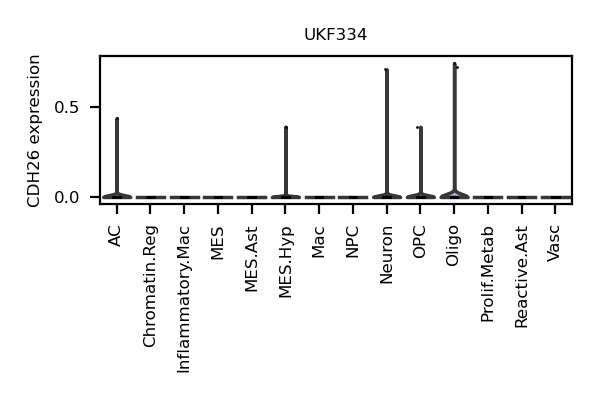 UKF334
CDH26 expression
0.5
0.0
AC
Chromatin.Reg
Inflammatory.Mac
MES
MES.Ast
MES.Hyp
Mac
NPC
Neuron
OPC
Oligo
Prolif.Metab
Reactive.Ast
Vasc